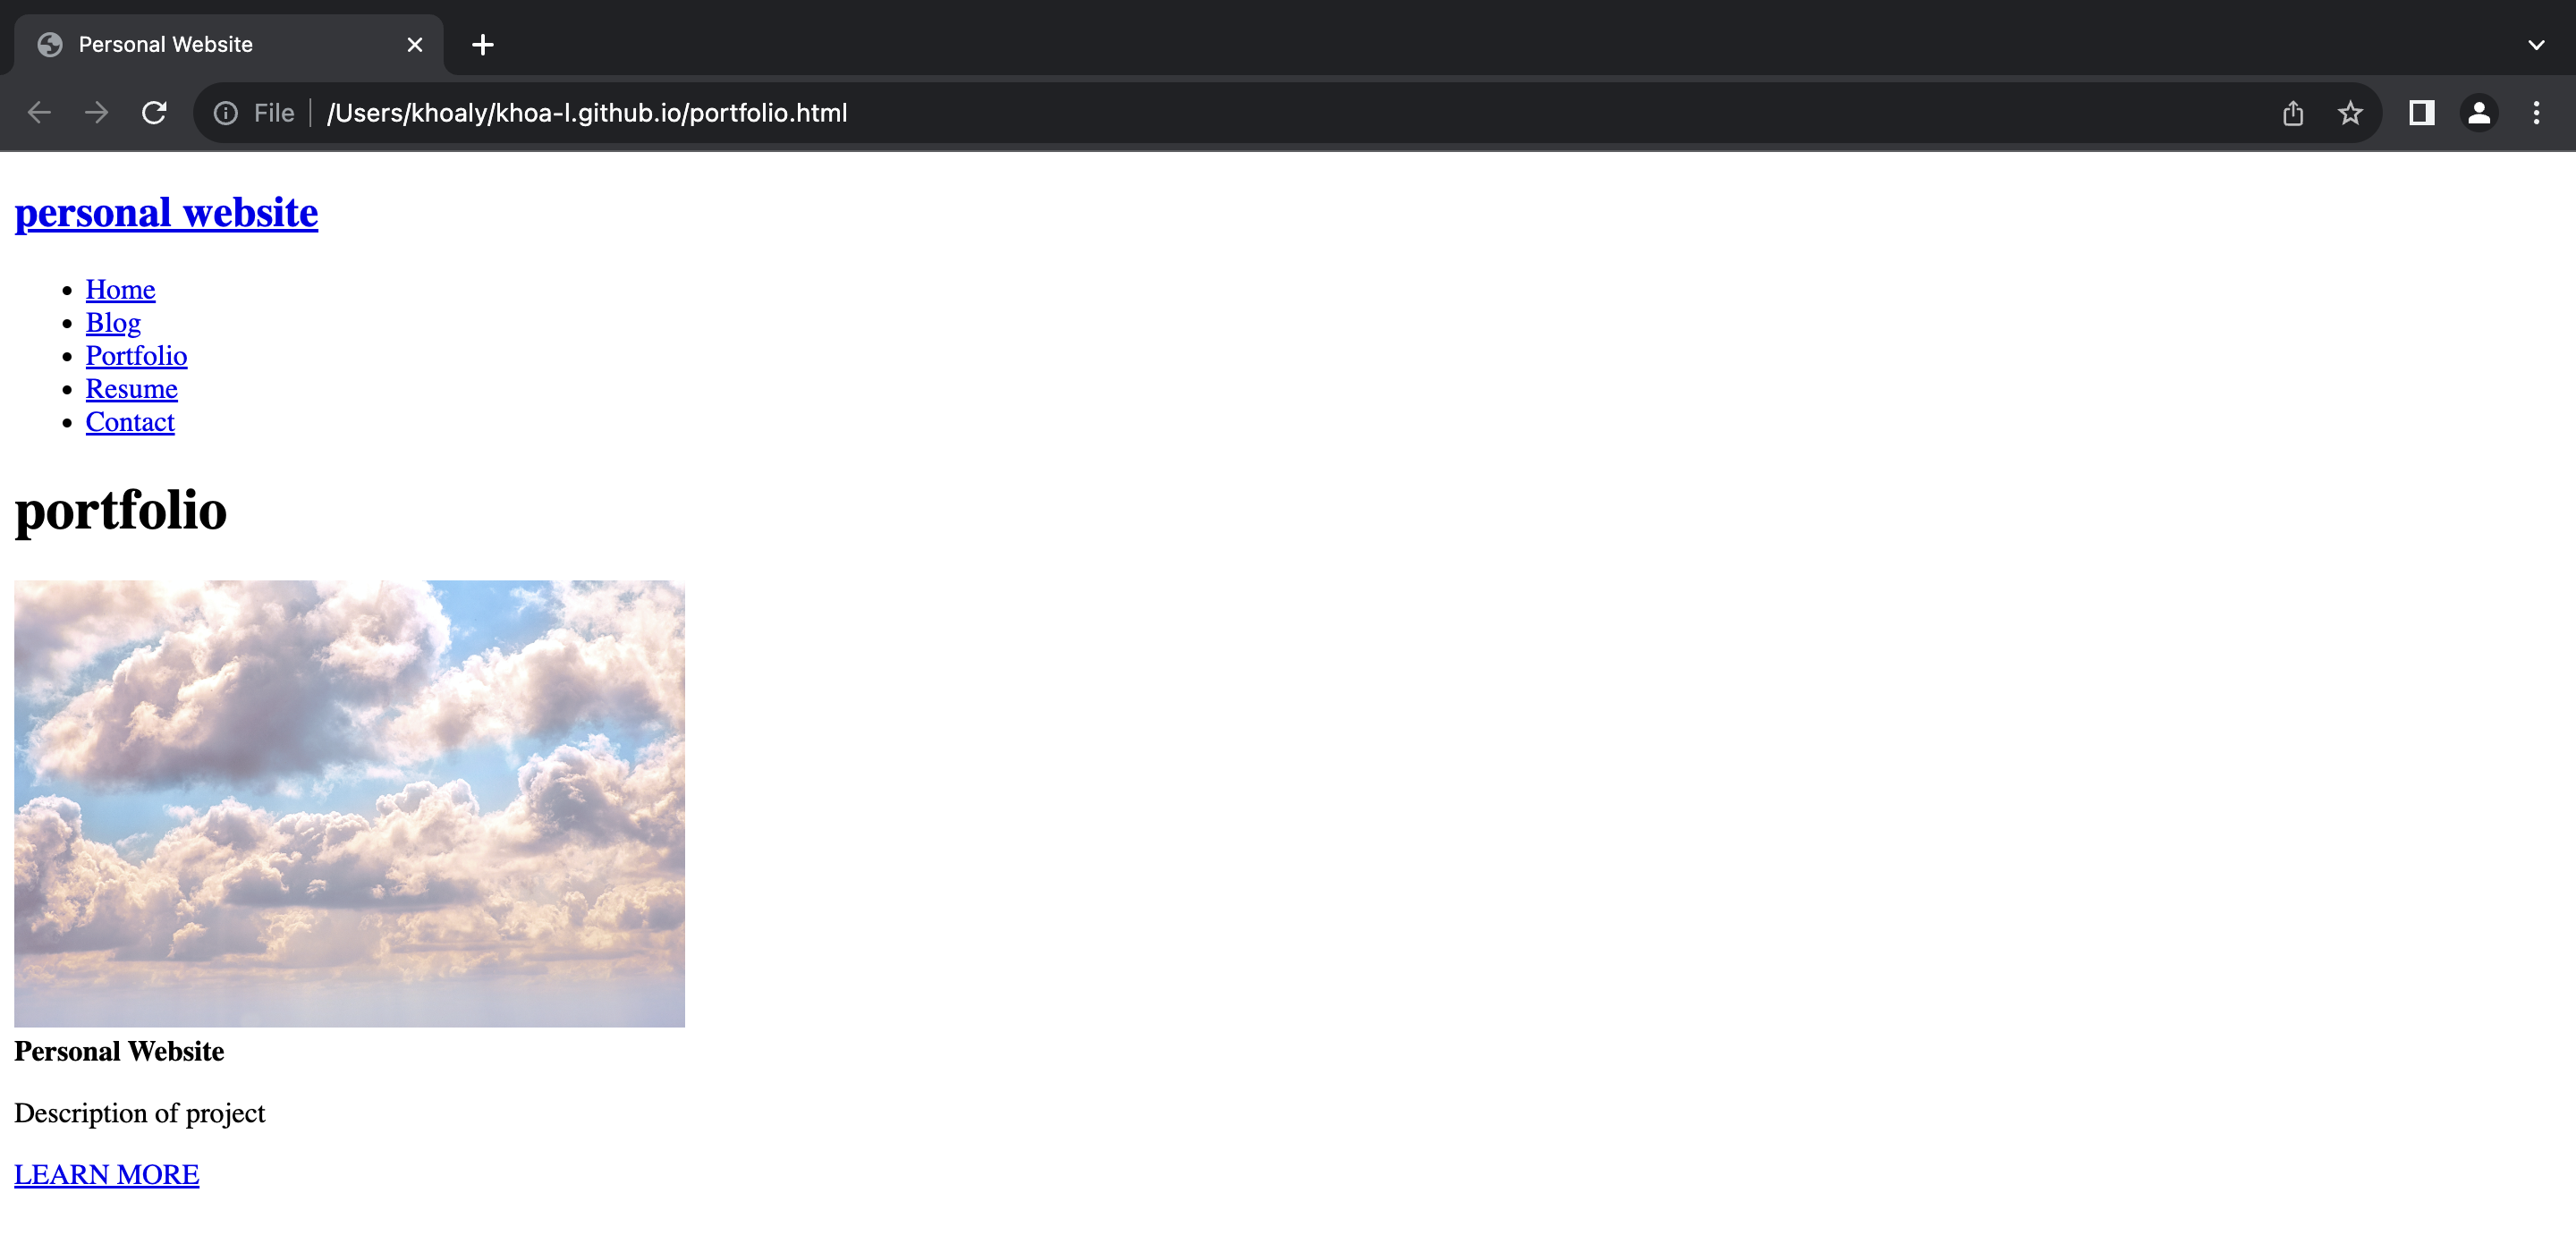 Personal Website
File | /Users/khoaly/khoa-l.github.io/portfolio.html
personal website
Home
Blog
Portfolio
Resume
Contact
portfolio
Personal Website
Description of project
LEARN MORE